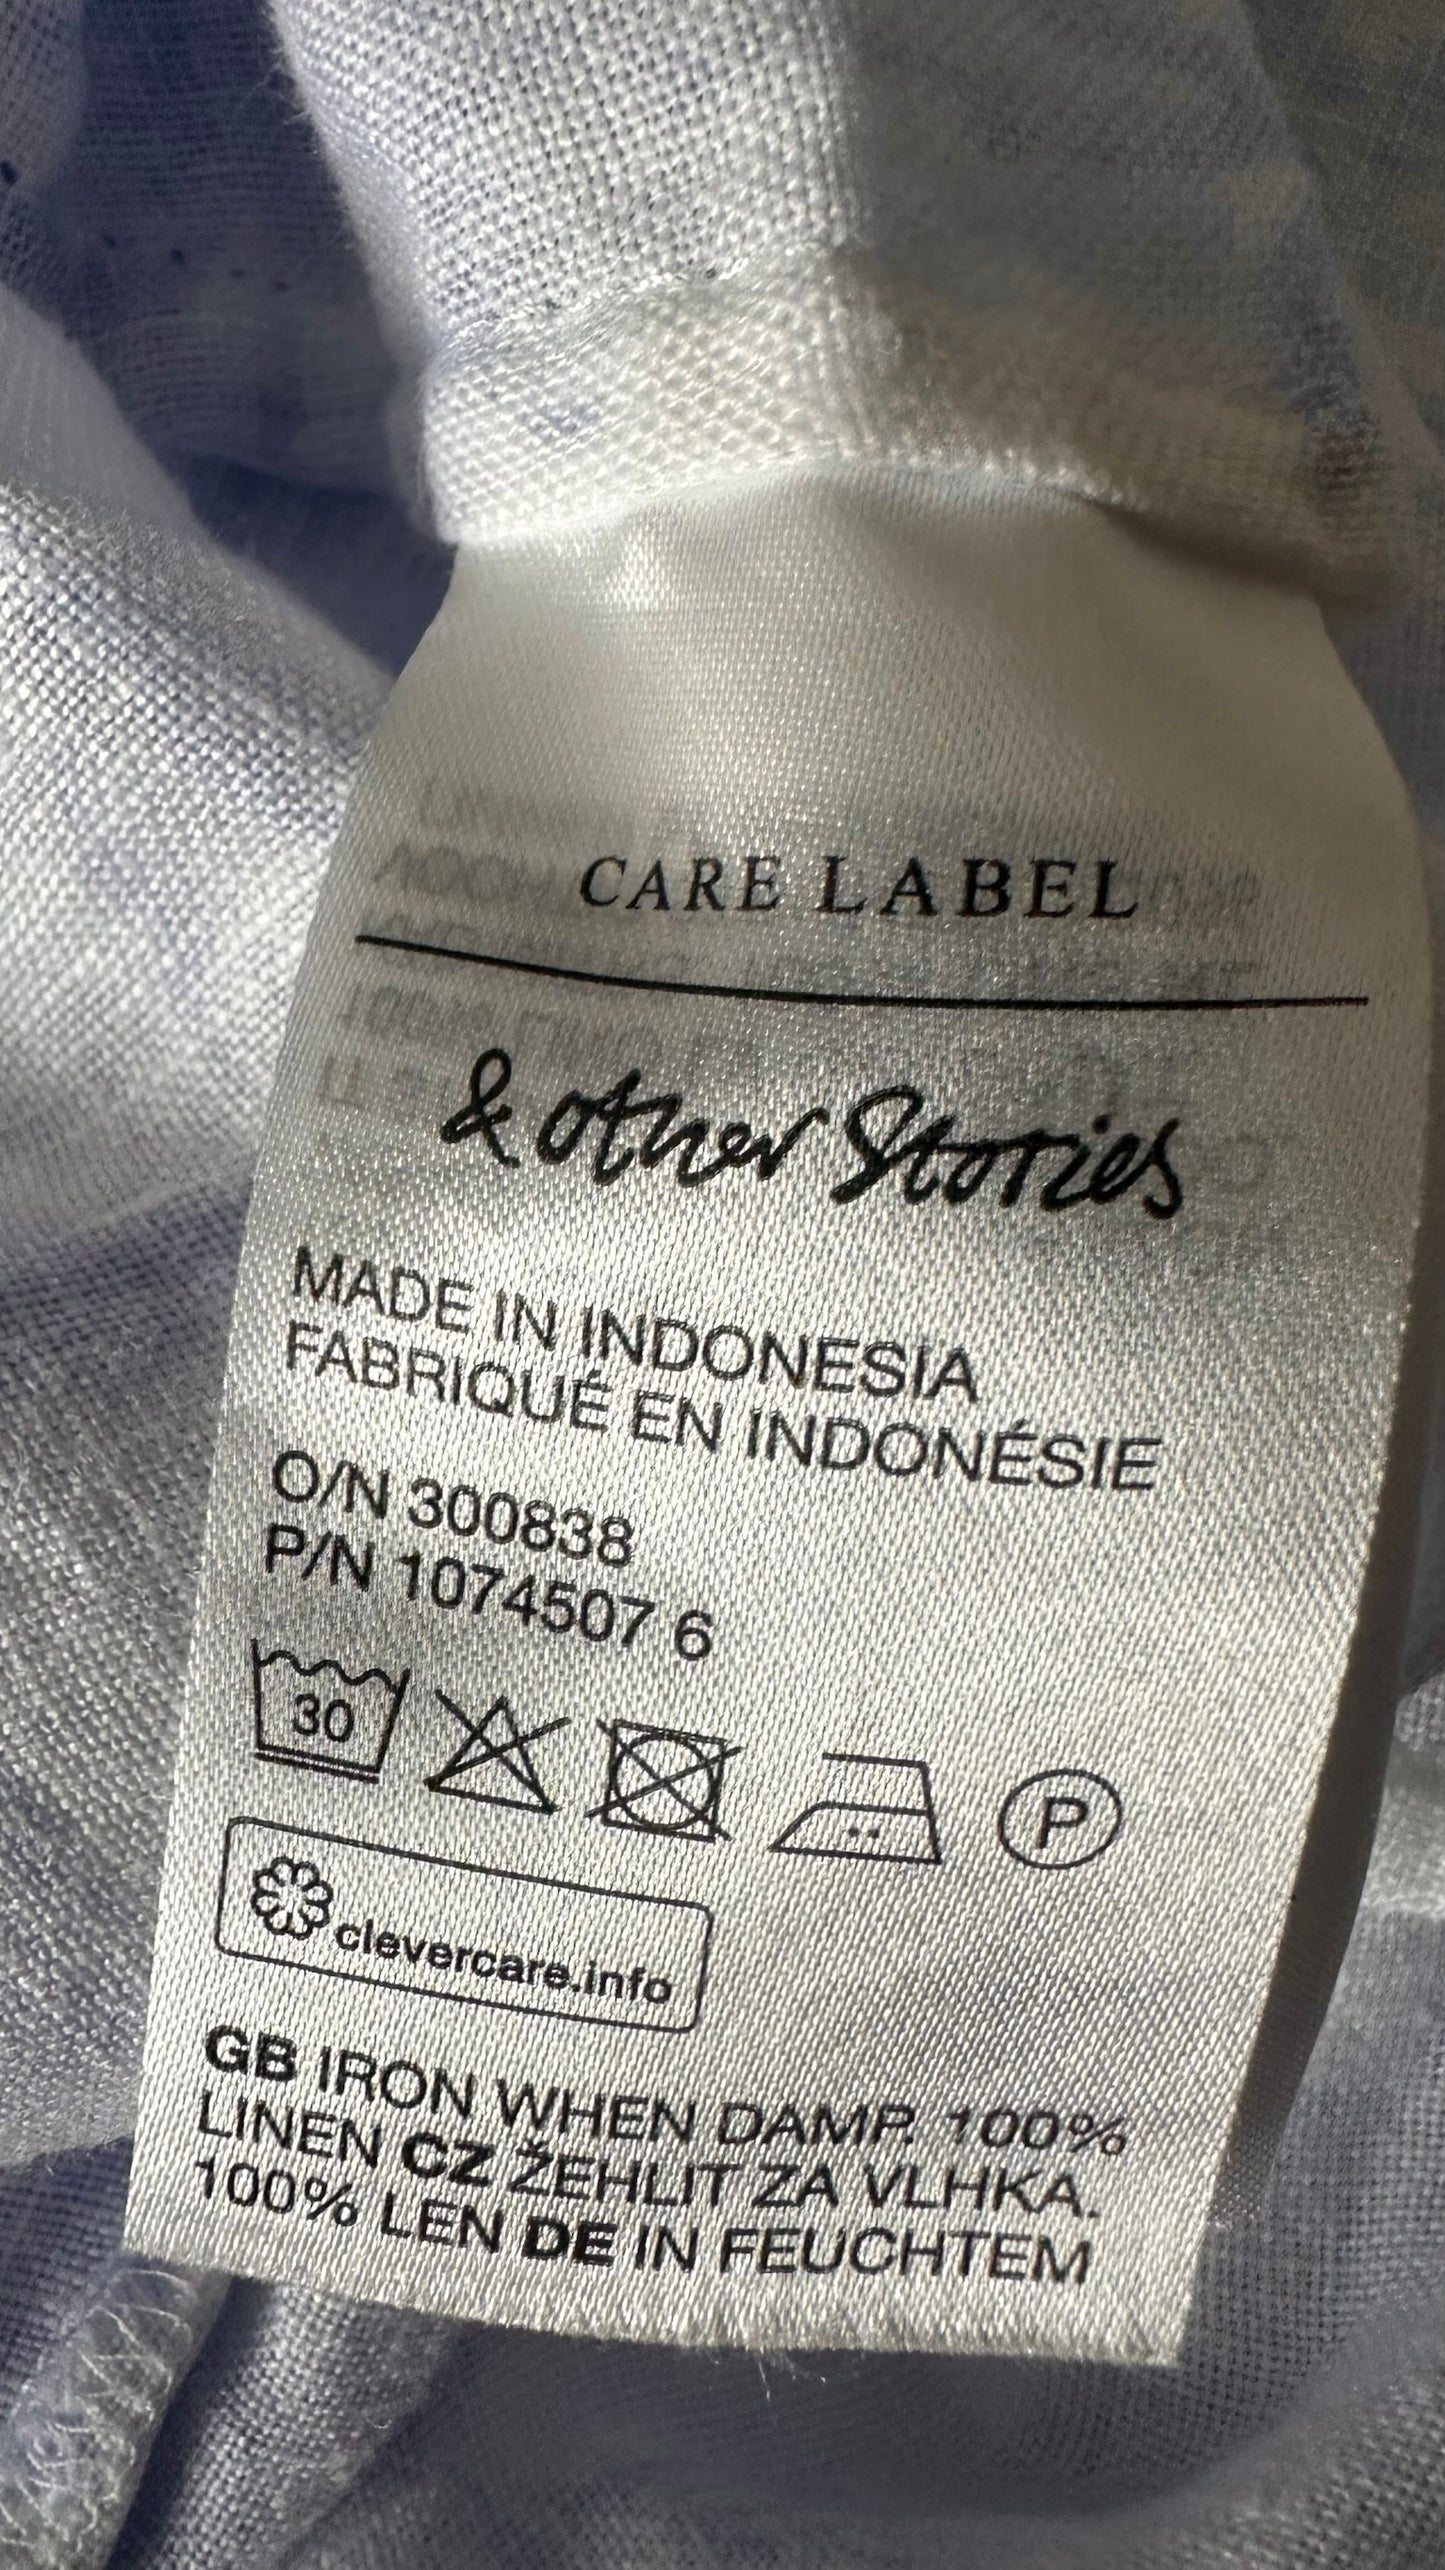 CARE LABEL
& other Stories
MADE IN INDONESIA
FABRIQUÉ EN INDONÉSIE
O/N 300838
P/N 1074507 6
30
P
clevercare.info
GB IRON WHEN DAMP. 100%
LINEN CZ ŽEHLIT ZA VLHKA.
100% LEN DE IN FEUCHTEM